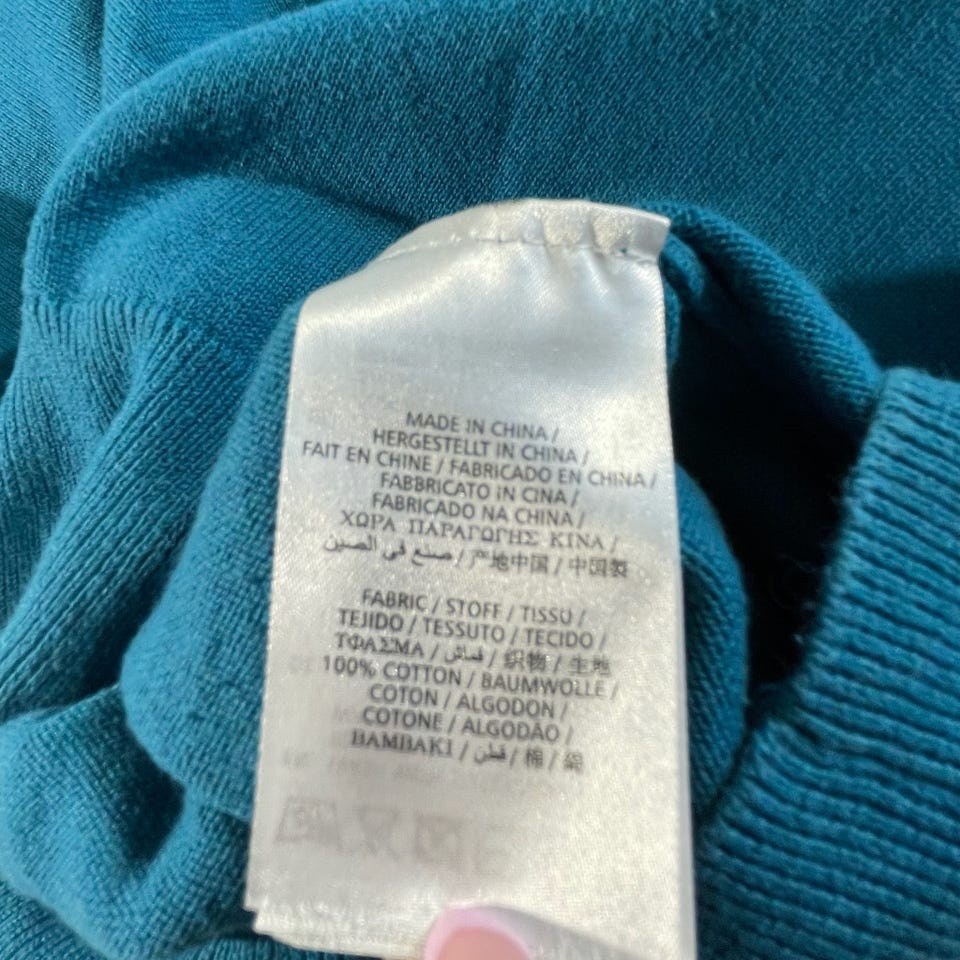 MADE IN CHINA /
HERGESTELLT IN CHINA /
FAIT EN CHINE / FABRICADO EN CHINA /
FABBRICATO IN CINA /
FABRICADO NA CHINA /
ΧΩΡΑ ΠΑΡΑΓΩΓΗΣ ΚΙΝΑ /
صنع في الصين / 产地中国 / 中国製
FABRIC / STOFF / TISSU /
TEJIDO / TESSUTO / TECIDO /
ΤΦΑΣΜΑ / قماش / 织物 / 生地
100% COTTON / BAUMWOLLE /
COTON / ALGODON /
COTONE / ALGODÃO /
ΒΑΜΒΑΚΙ / قطن / 棉 / 綿